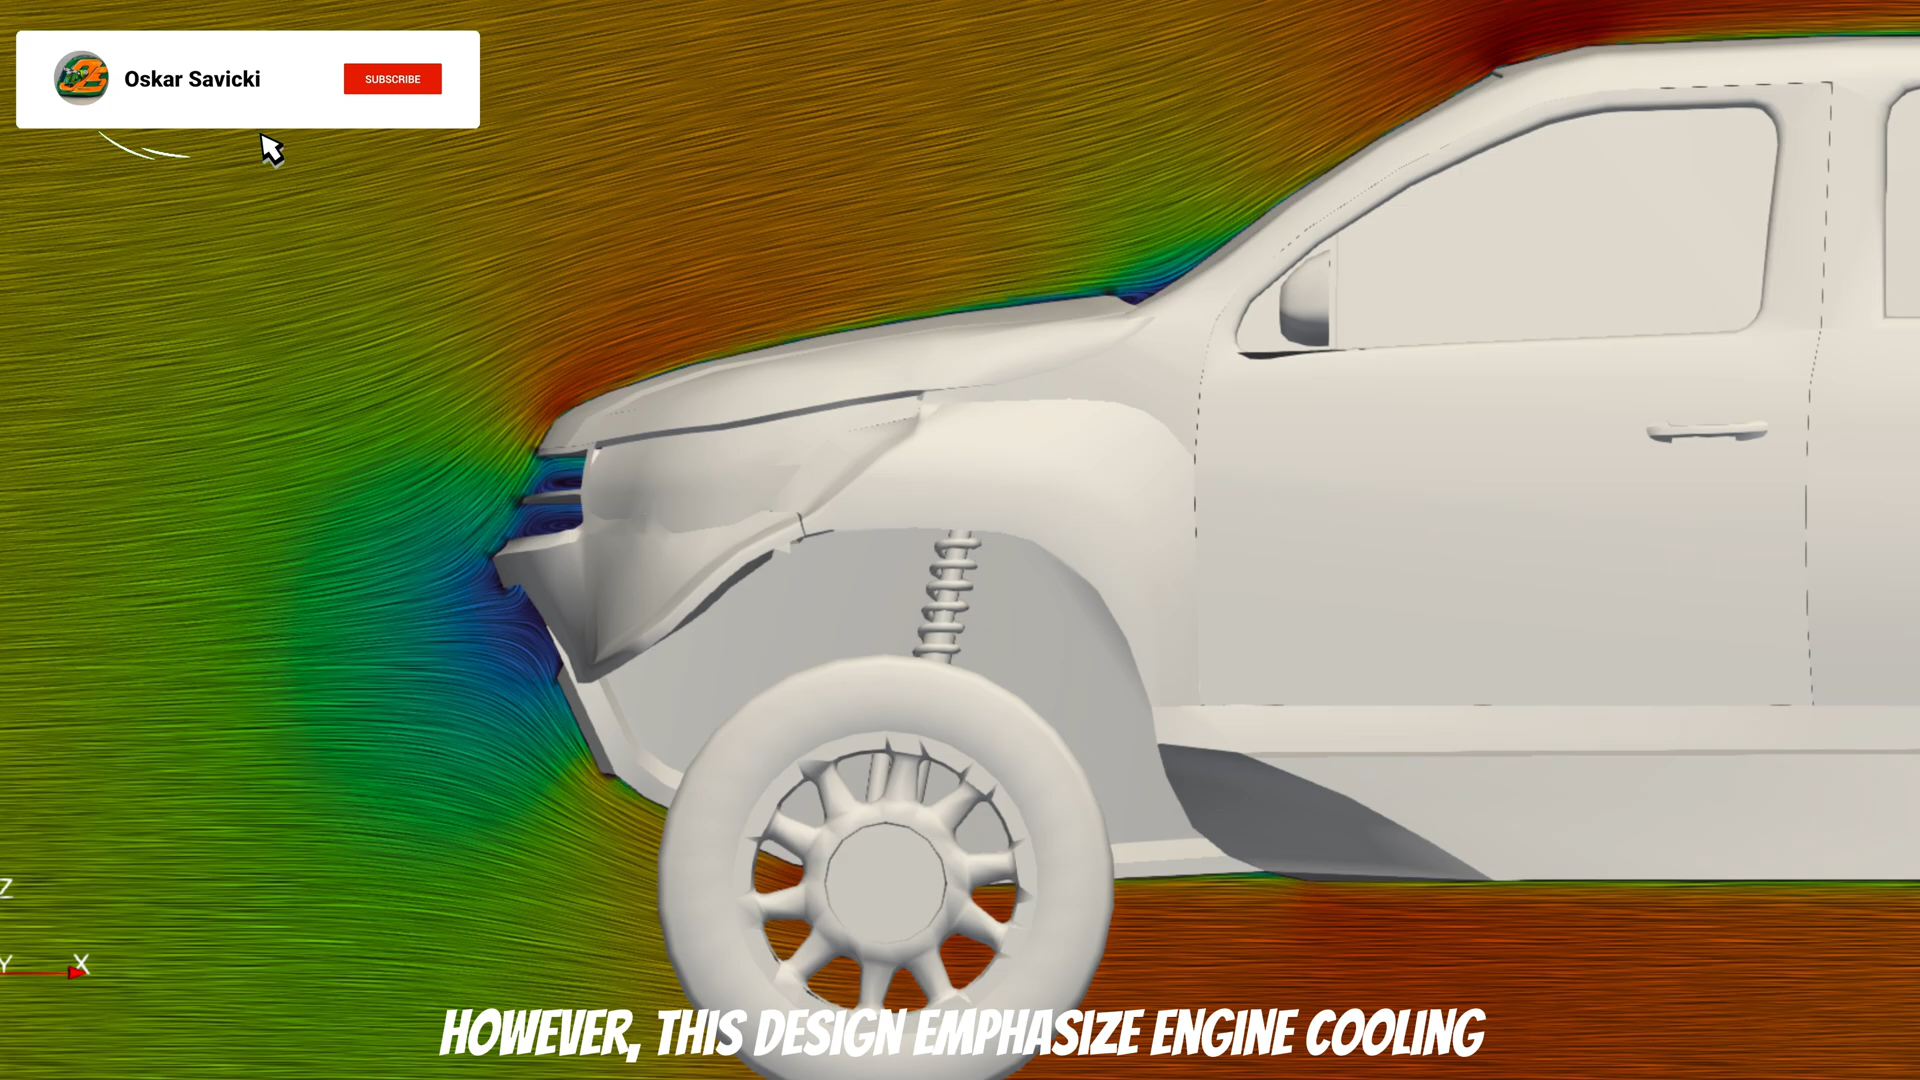 Oskar Savicki
SUBSCRIBE
Z
Y
X
HOWEVER, THIS DESIGN EMPHASIZE ENGINE COOLING